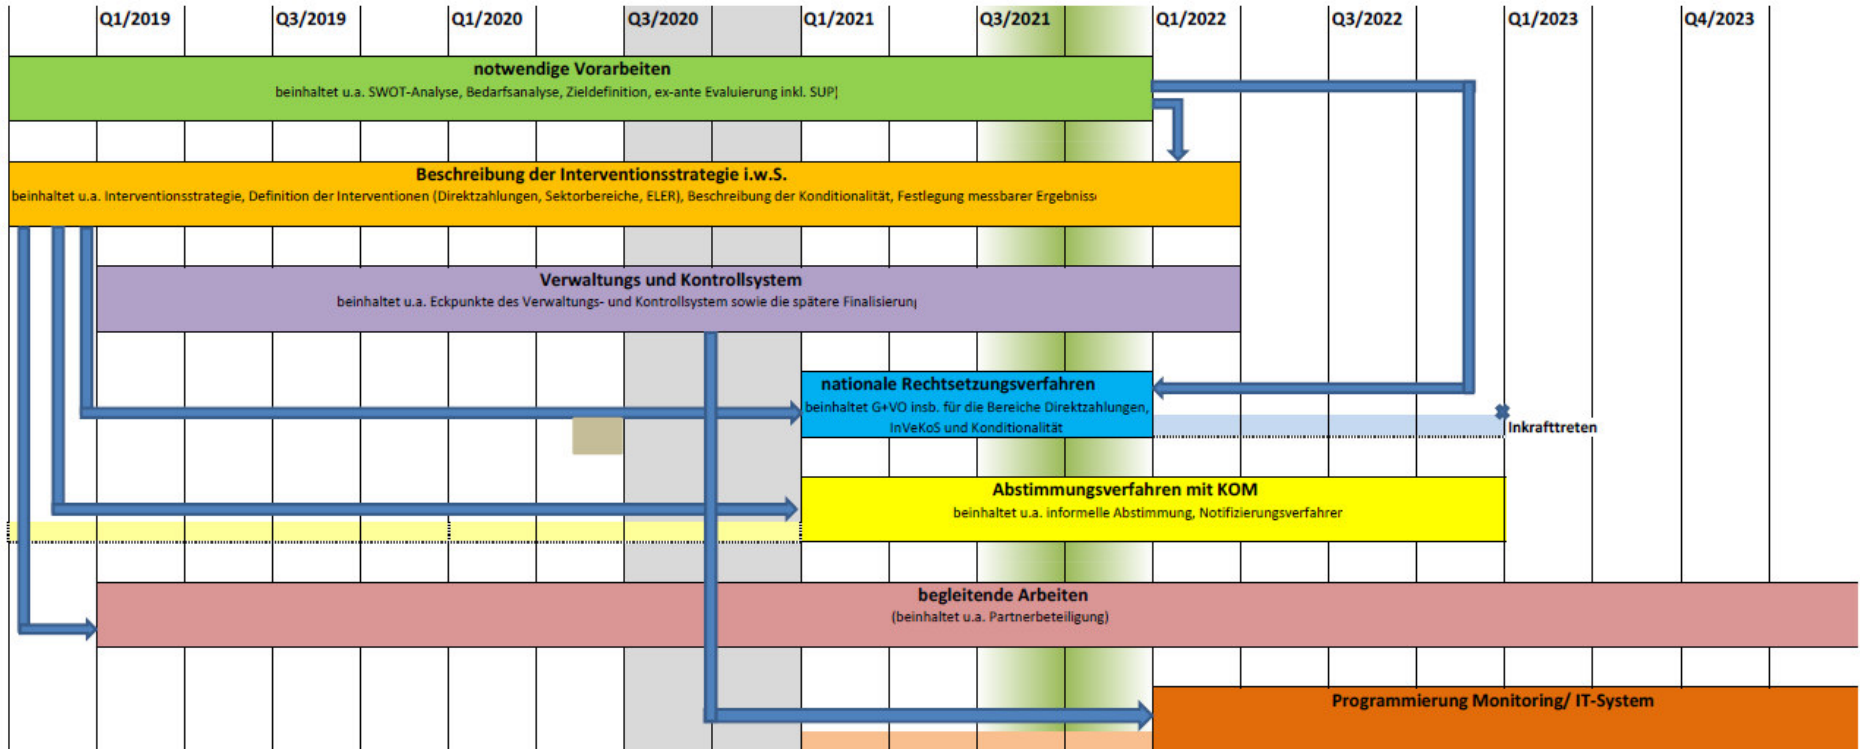 Q1/2019 Q3/2019 Q1/2020 Q3/2020 Q1/2021 Q3/2021 Q1/2022 Q3/2022 Q1/2023 Q4/2023
notwendige Vorarbeiten
beinhaltet u.a. SWOT-Analyse, Bedarfsanalyse, Zieldefinition, ex-ante Evaluierung inkl. SUP)
Beschreibung der Interventionsstrategie i.w.S.
beinhaltet u.a. Interventionsstrategie, Definition der Interventionen (Direktzahlungen, Sektorbereiche, ELER), Beschreibung der Konditionalität, Festlegung messbarer Ergebnisse
Verwaltungs und Kontrollsystem
beinhaltet u.a. Eckpunkte des Verwaltungs- und Kontrollsystem sowie die spätere Finalisierung
nationale Rechtsetzungsverfahren
beinhaltet G+VO insb. für die Bereiche Direktzahlungen,
InVeKoS und Konditionalität
Inkrafttreten
Abstimmungsverfahren mit KOM
beinhaltet u.a. informelle Abstimmung, Notifizierungsverfahrer
begleitende Arbeiten
(beinhaltet u.a. Partnerbeteiligung)
Programmierung Monitoring/ IT-System